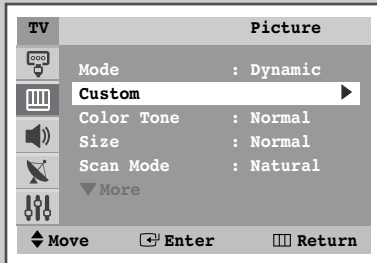 TV Picture
Mode : Dynamic
Custom
Color Tone : Normal
Size : Normal
Scan Mode : Natural
More
Move Enter Return